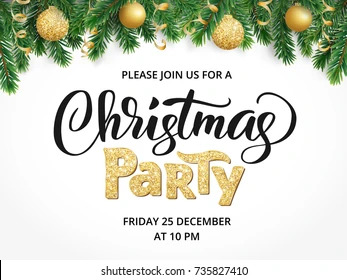 PLEASE JOIN US FOR A
Christmas
PARTY
FRIDAY 25 DECEMBER
AT 10 PM
shutterstock.com · 735827410